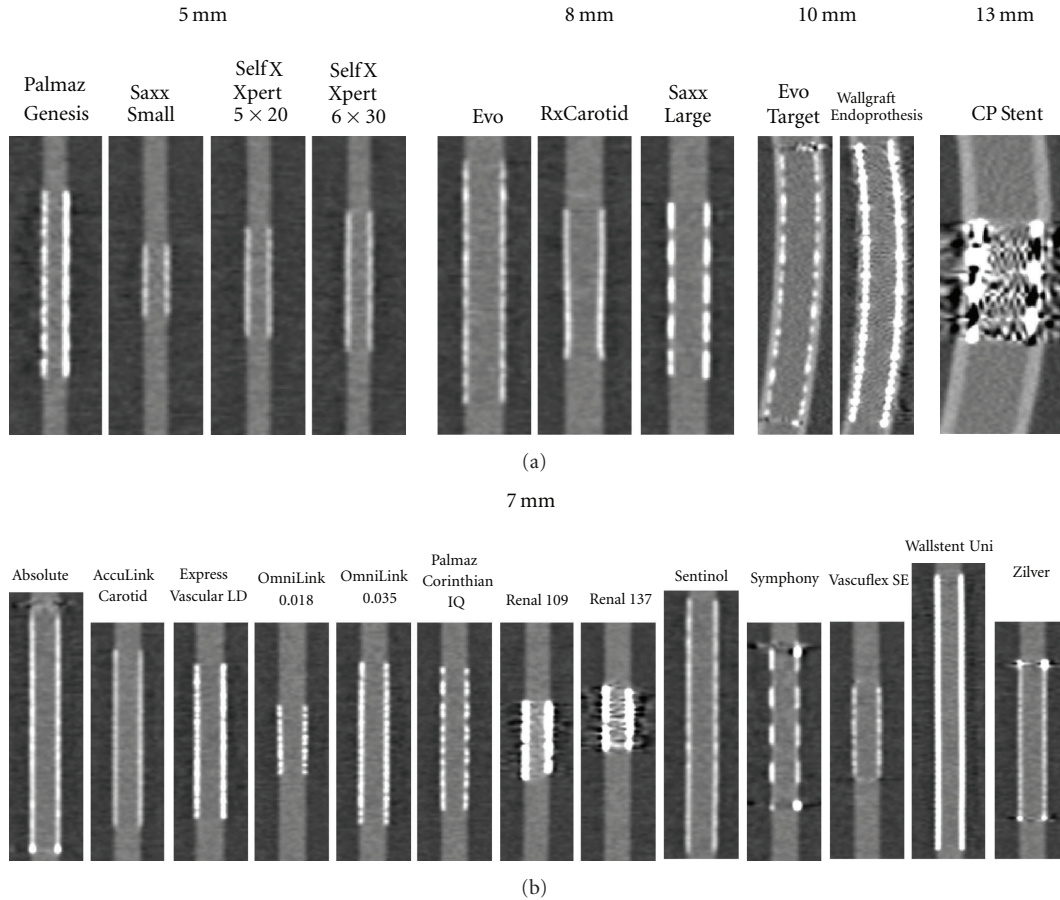 5 mm
8 mm
10 mm
13 mm
Palmaz
Genesis
Saxx
Small
SelfX
Xpert
5 × 20
SelfX
Xpert
6 × 30
Evo
RxCarotid
Saxx
Large
Evo
Target
Wallgraft
Endoprothesis
CP Stent
(a)
7 mm
Absolute
AccuLink
Carotid
Express
Vascular LD
OmniLink
0.018
OmniLink
0.035
Palmaz
Corinthian
IQ
Renal 109
Renal 137
Sentinol
Symphony
Vascuflex SE
Wallstent Uni
Zilver
(b)